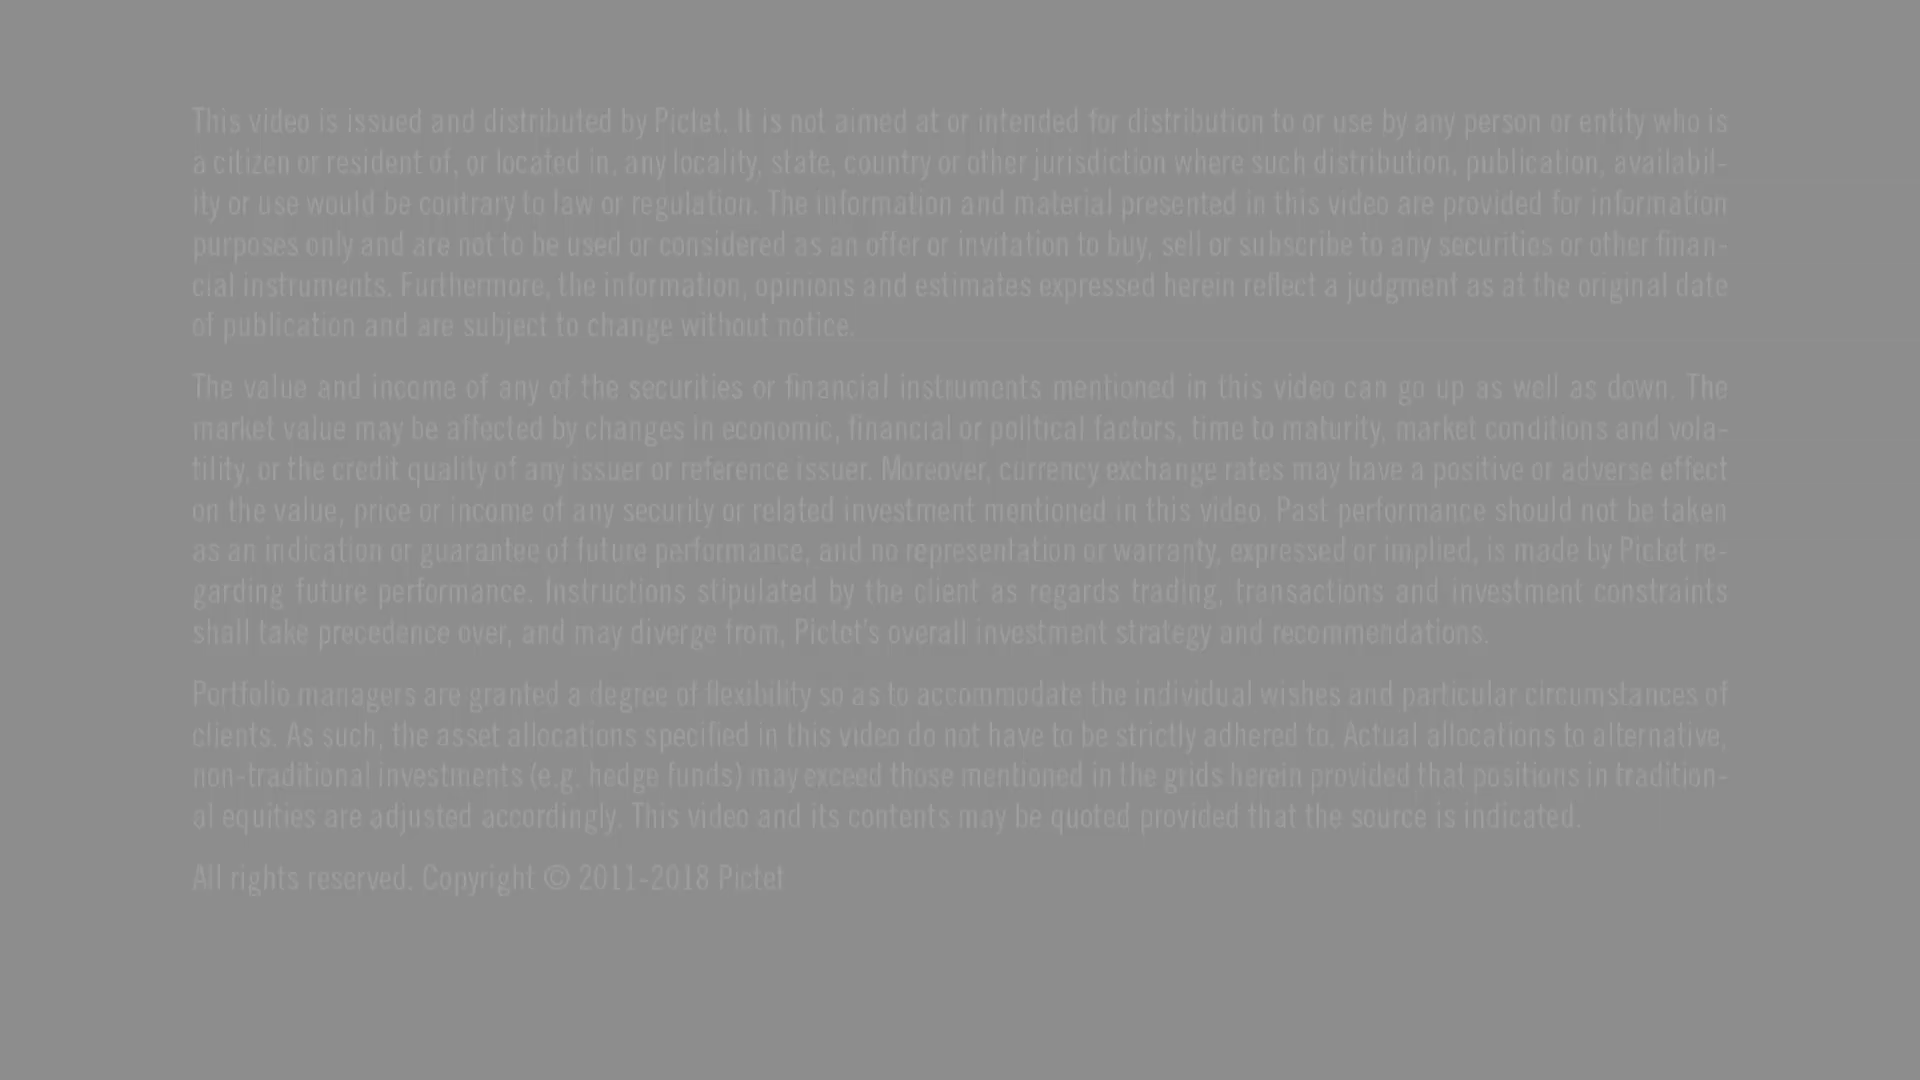 This video is issued and distributed by Pictet. It is not aimed at or intended for distribution to or use by any person or entity who is
a citizen or resident of, or located in, any locality, state, country or other jurisdiction where such distribution, publication, availabil-
ity or use would be contrary to law or regulation. The information and material presented in this video are provided for information
purposes only and are not to be used or considered as an offer or invitation to buy, sell or subscribe to any securities or other finan-
cial instruments. Furthermore, the information, opinions and estimates expressed herein reflect a judgment as at the original date
of publication and are subject to change without notice.
The value and income of any of the securities or financial instruments mentioned in this video can go up as well as down. The
market value may be affected by changes in economic, financial or political factors, time to maturity, market conditions and vola-
tility, or the credit quality of any issuer or reference issuer. Moreover, currency exchange rates may have a positive or adverse effect
on the value, price or income of any security or related investment mentioned in this video. Past performance should not be taken
as an indication or guarantee of future performance, and no representation or warranty, expressed or implied, is made by Pictet re-
garding future performance. Instructions stipulated by the client as regards trading, transactions and investment constraints
shall take precedence over, and may diverge from, Pictet's overall investment strategy and recommendations.
Portfolio managers are granted a degree of flexibility so as to accommodate the individual wishes and particular circumstances of
clients. As such, the asset allocations specified in this video do not have to be strictly adhered to. Actual allocations to alternative,
non-traditional investments (e.g. hedge funds) may exceed those mentioned in the grids herein provided that positions in tradition-
al equities are adjusted accordingly. This video and its contents may be quoted provided that the source is indicated.
All rights reserved. Copyright © 2011-2018 Pictet